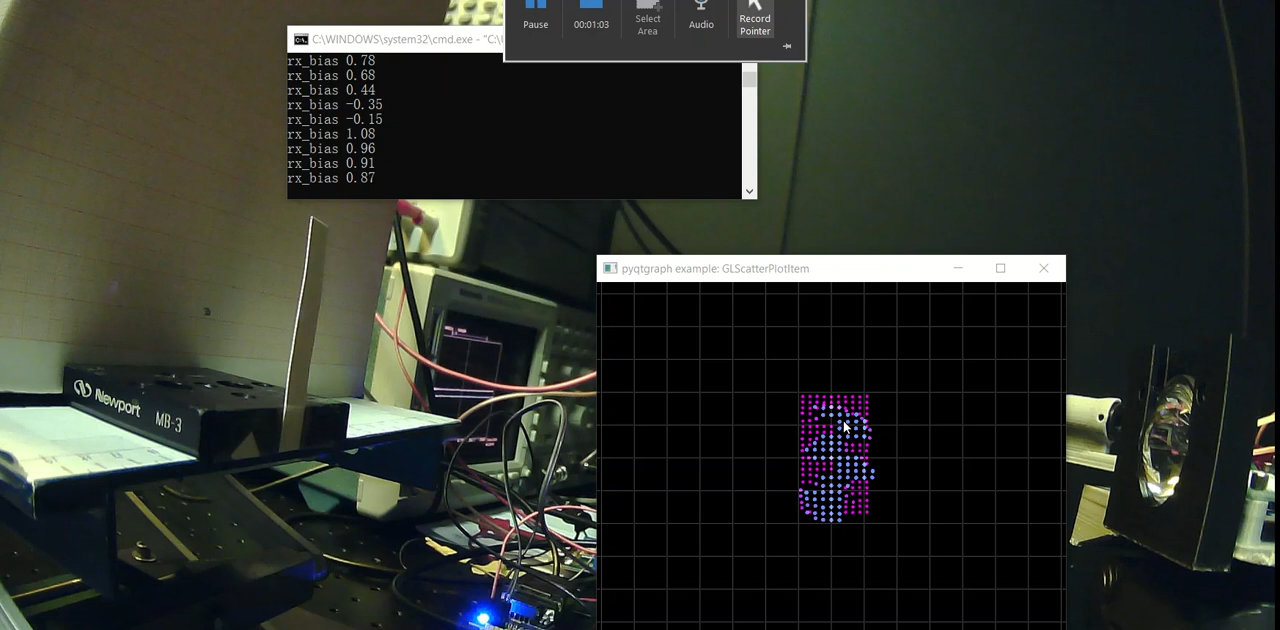 Pause
00:01:03
Select
Area
Audio
Record
Pointer
C:\WINDOWS\system32\cmd.exe - "C:\
rx_bias 0.78
rx_bias 0.68
rx_bias 0.44
rx_bias -0.35
rx_bias -0.15
rx_bias 1.08
rx_bias 0.96
rx_bias 0.91
rx_bias 0.87
pyqtgraph example: GLScatterPlotItem
Newport
MB-3